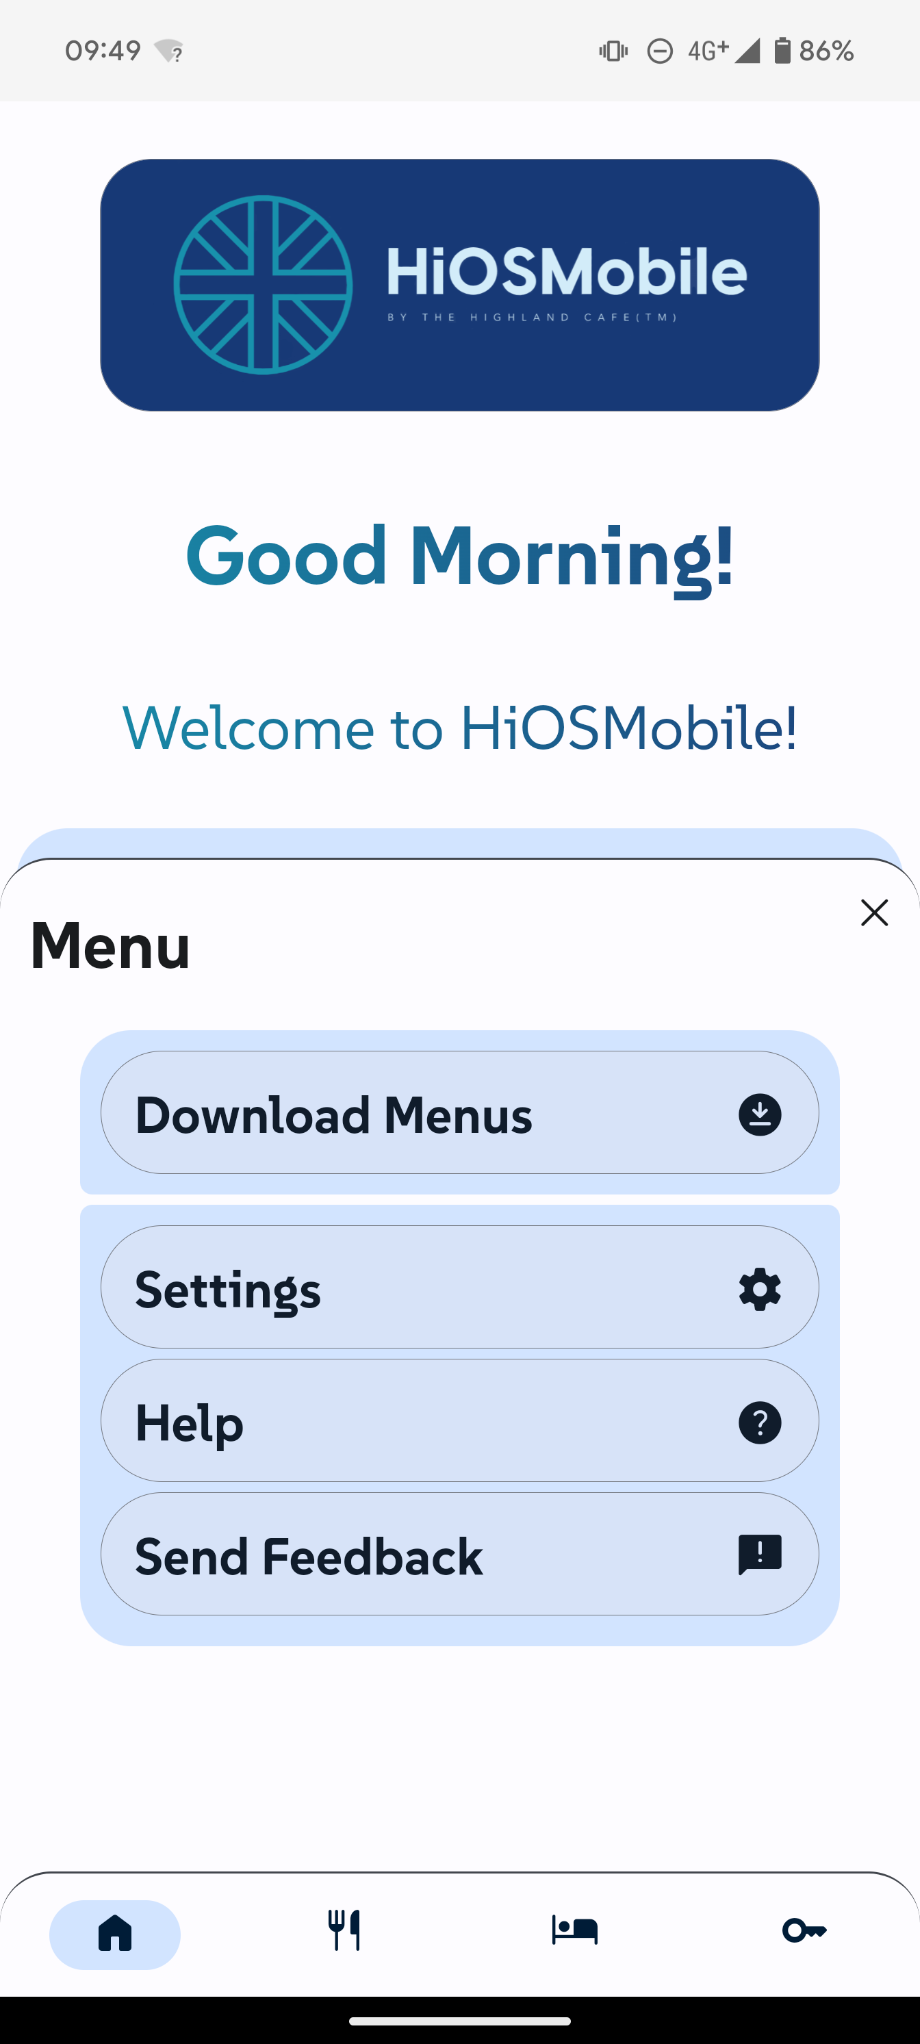 09:49
4G+ 86%
HiOSMobile
BY THE HIGHLAND CAFE(TM)
Good Morning!
Welcome to HiOSMobile!
Menu
Download Menus
Settings
Help
Send Feedback